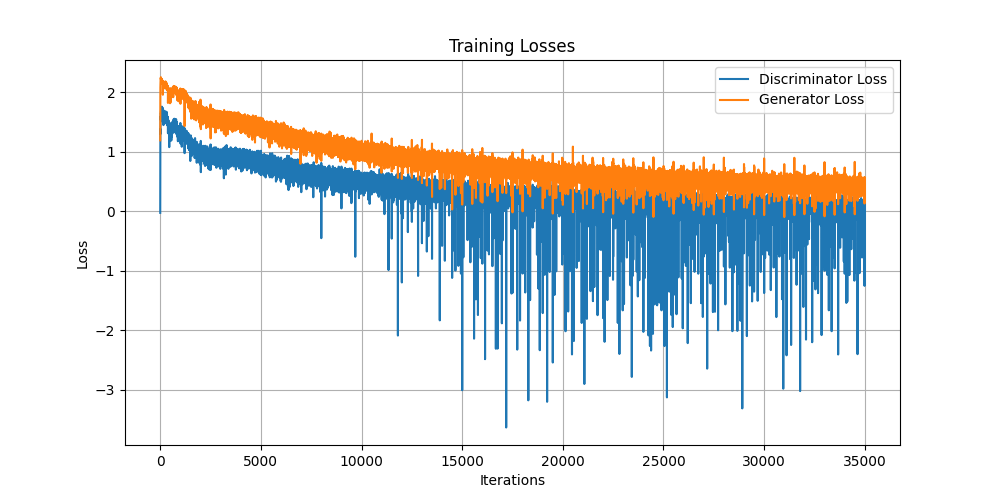 Training Losses
Discriminator Loss
Generator Loss
2
1
0
−1
−2
−3
Loss
0 5000 10000 15000 20000 25000 30000 35000
Iterations